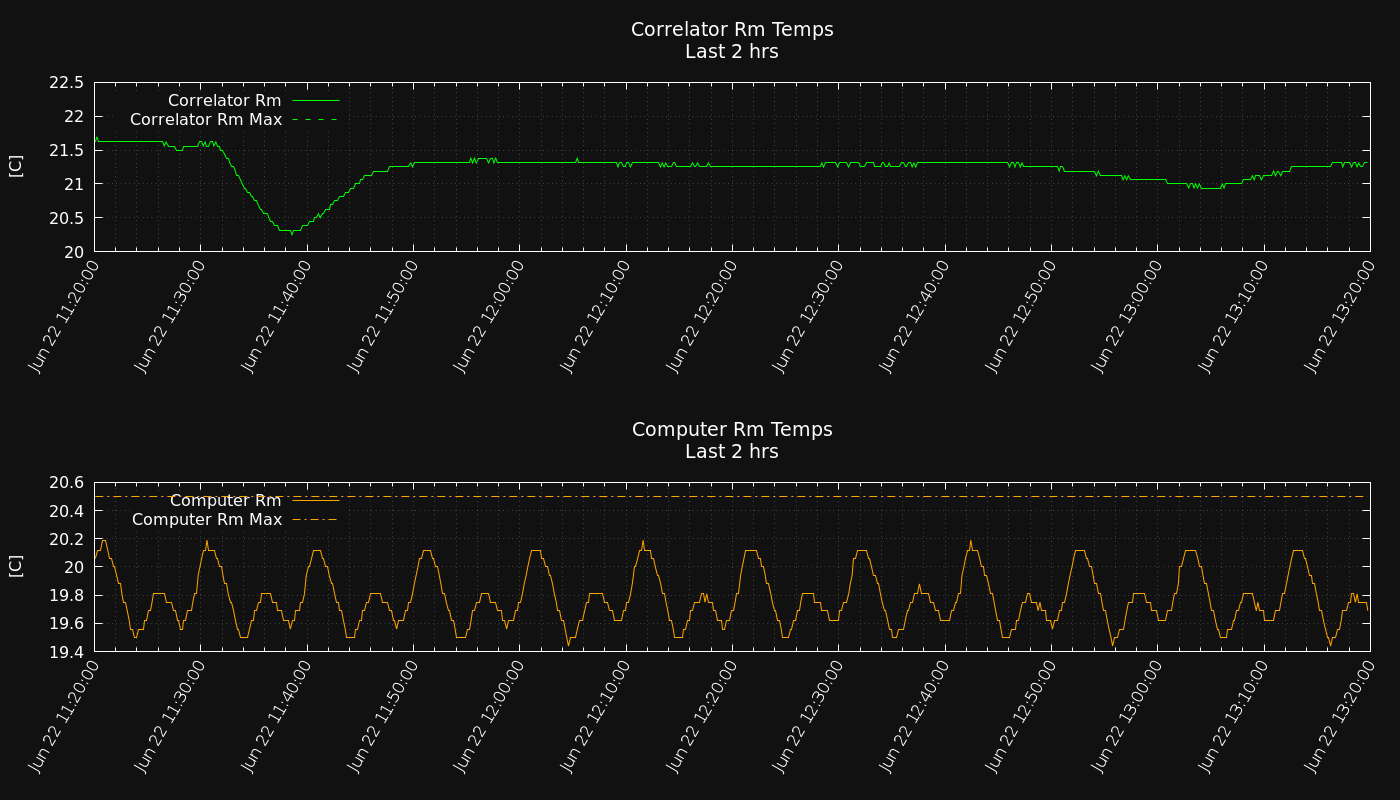 Correlator Rm Temps
Last 2 hrs
[C]
22.5
22
21.5
21
20.5
20
Correlator Rm
Correlator Rm Max
Jun 22 11:20:00
Jun 22 11:30:00
Jun 22 11:40:00
Jun 22 11:50:00
Jun 22 12:00:00
Jun 22 12:10:00
Jun 22 12:20:00
Jun 22 12:30:00
Jun 22 12:40:00
Jun 22 12:50:00
Jun 22 13:00:00
Jun 22 13:10:00
Jun 22 13:20:00
Computer Rm Temps
Last 2 hrs
[C]
20.6
20.4
20.2
20
19.8
19.6
19.4
Computer Rm
Computer Rm Max
Jun 22 11:20:00
Jun 22 11:30:00
Jun 22 11:40:00
Jun 22 11:50:00
Jun 22 12:00:00
Jun 22 12:10:00
Jun 22 12:20:00
Jun 22 12:30:00
Jun 22 12:40:00
Jun 22 12:50:00
Jun 22 13:00:00
Jun 22 13:10:00
Jun 22 13:20:00